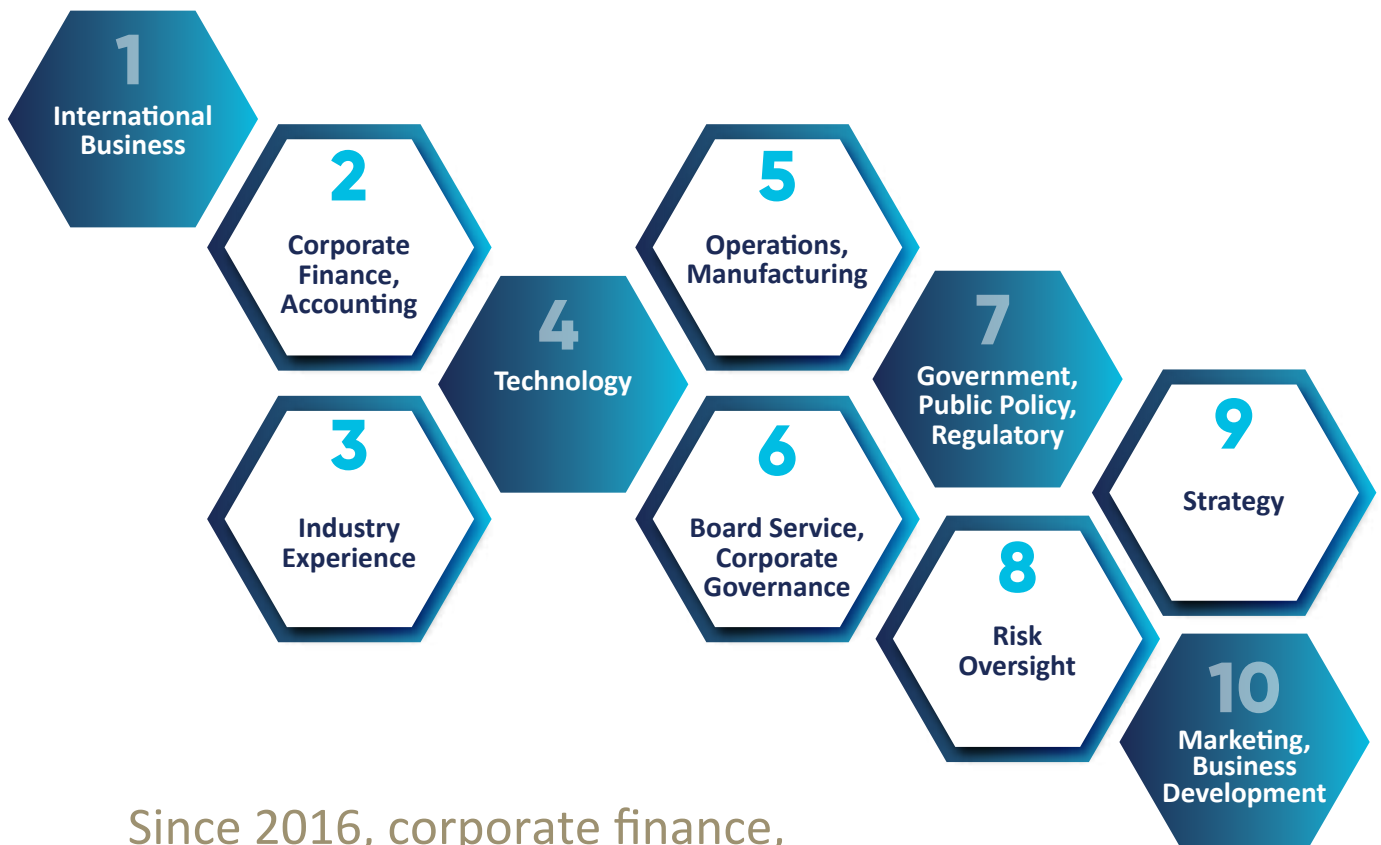 1
International
Business
2
Corporate
Finance,
Accounting
3
Industry
Experience
4
Technology
5
Operations,
Manufacturing
6
Board Service,
Corporate
Governance
7
Government,
Public Policy,
Regulatory
8
Risk
Oversight
9
Strategy
10
Marketing,
Business
Development
Since 2016, corporate finance,